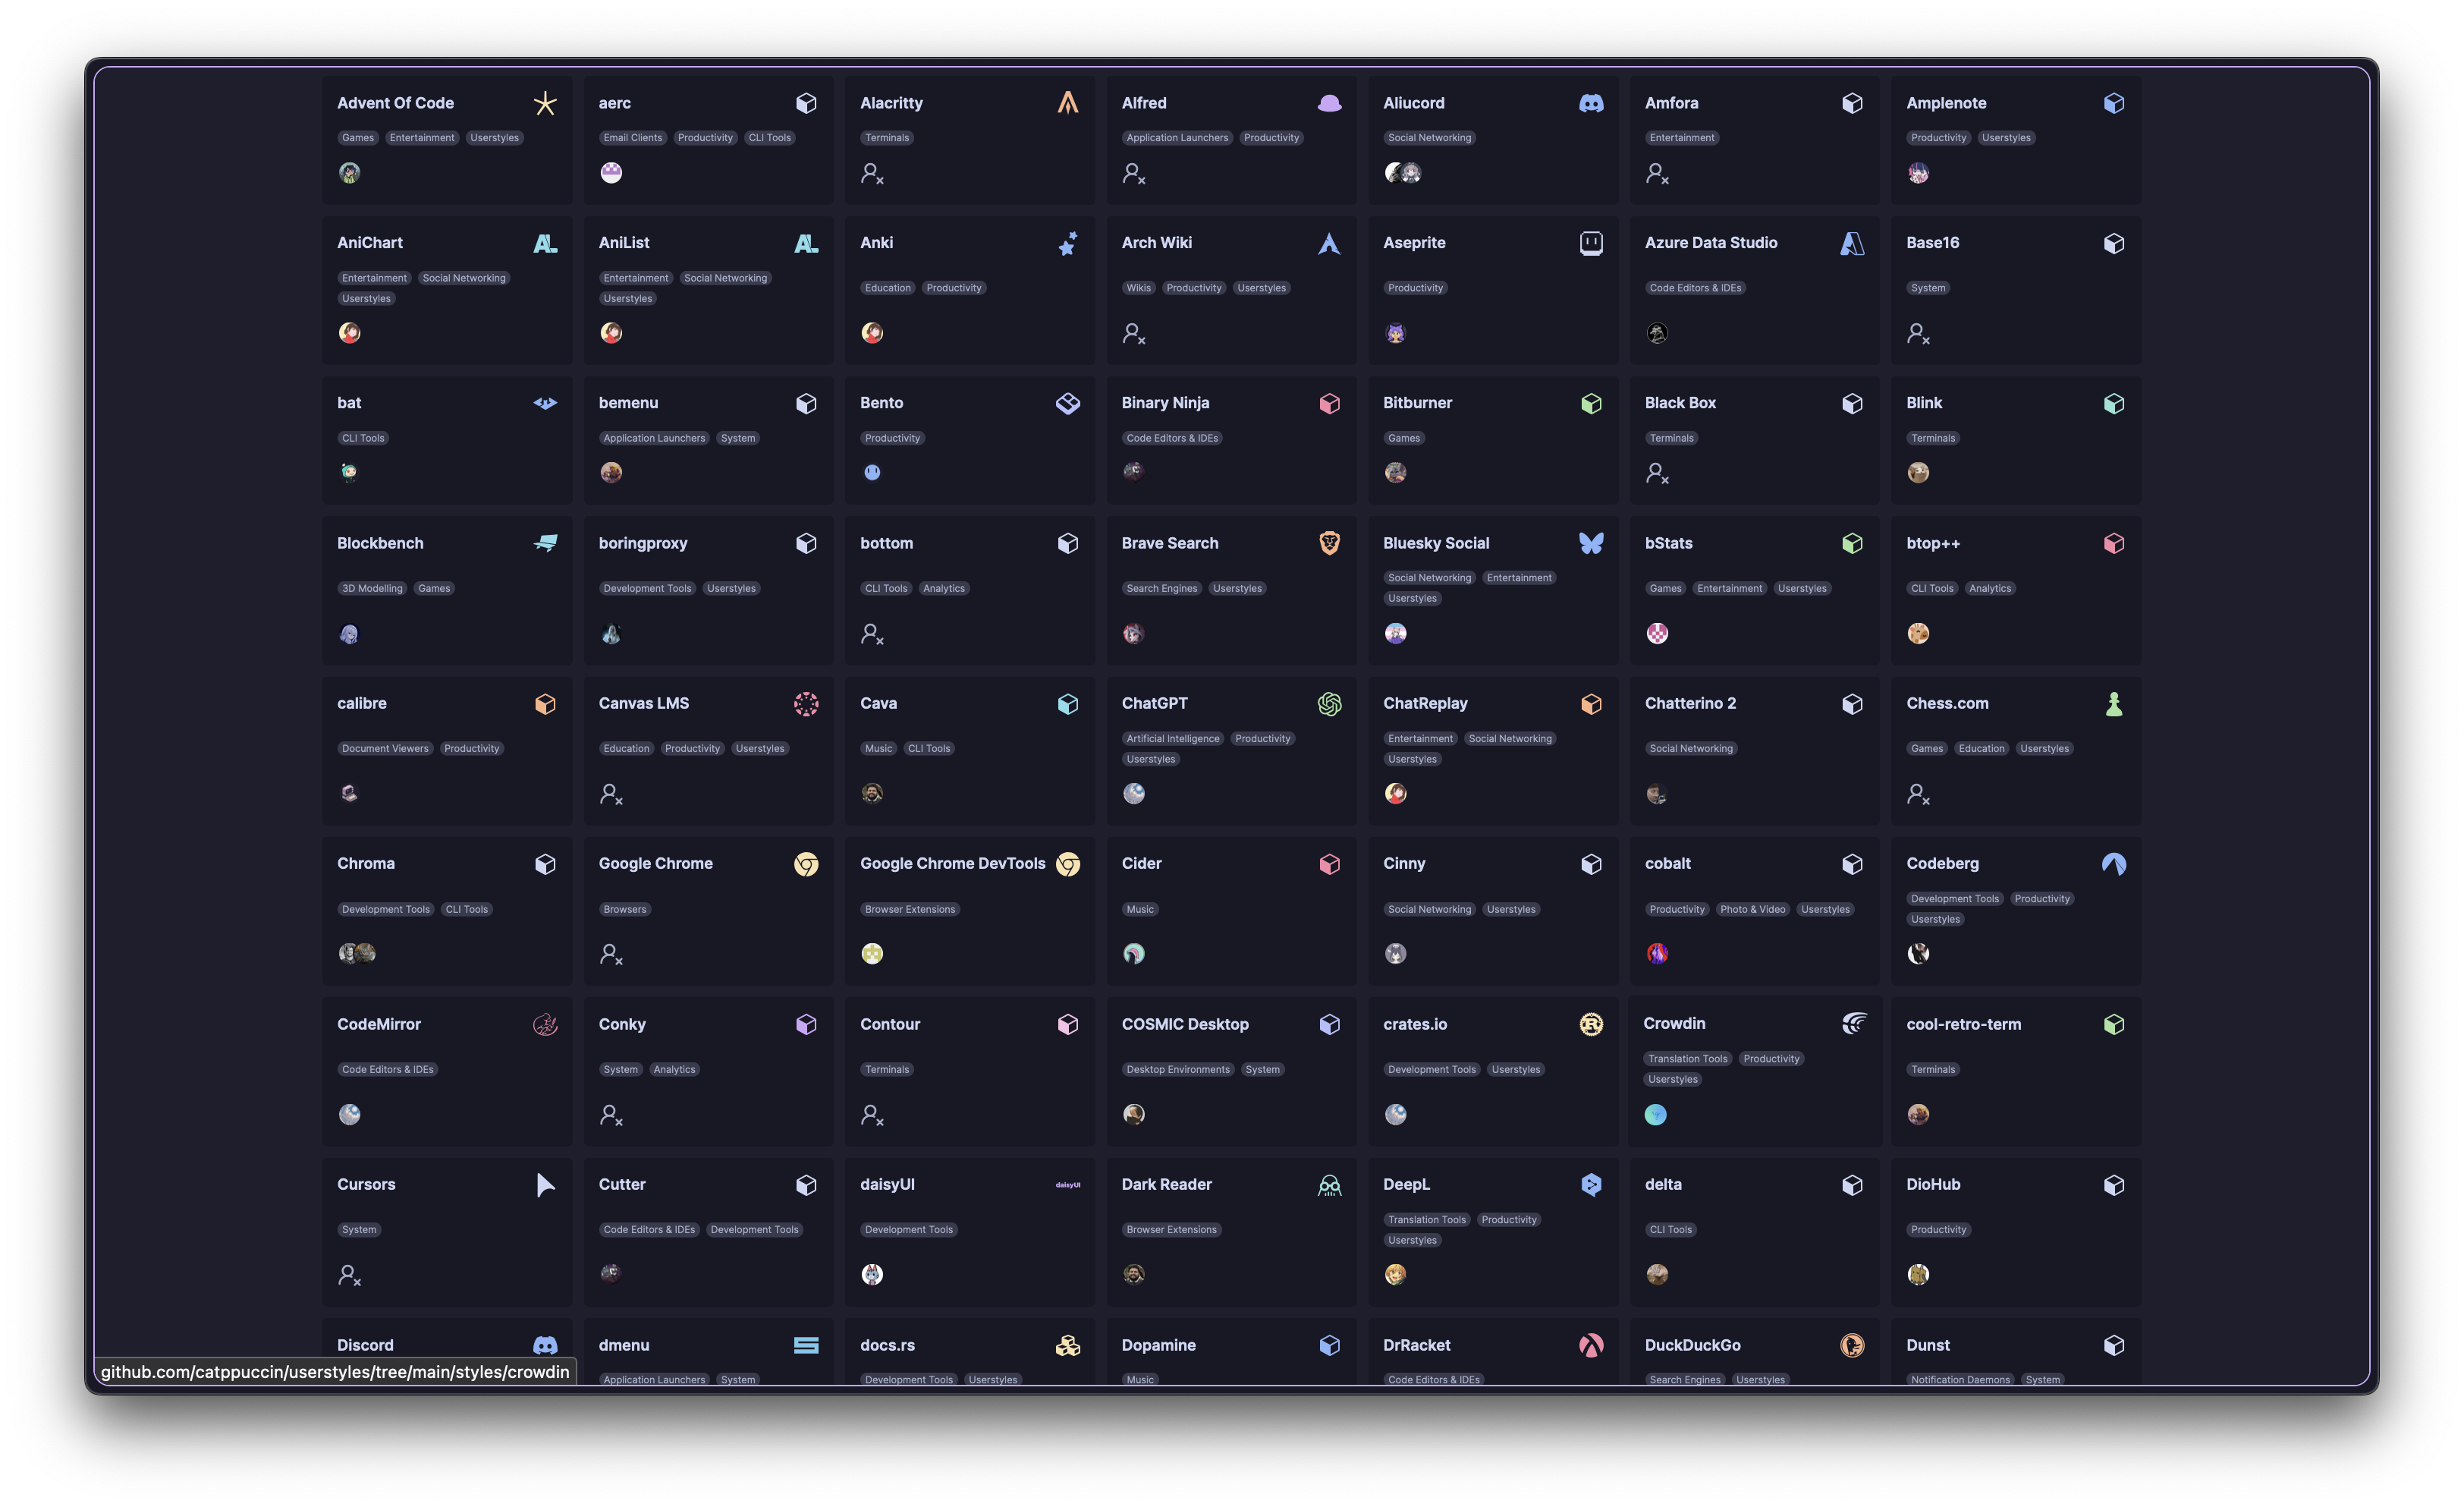 Advent Of Code
Games Entertainment Userstyles
aerc
Email Clients Productivity CLI Tools
Alacritty
Terminals
Alfred
Application Launchers Productivity
Aliucord
Social Networking
Amfora
Entertainment
Amplenote
Productivity Userstyles
AniChart
Entertainment Social Networking
Userstyles
AniList
Entertainment Social Networking
Userstyles
Anki
Education Productivity
Arch Wiki
Wikis Productivity Userstyles
Aseprite
Productivity
Azure Data Studio
Code Editors & IDEs
Base16
System
bat
CLI Tools
bemenu
Application Launchers System
Bento
Productivity
Binary Ninja
Code Editors & IDEs
Bitburner
Games
Black Box
Terminals
Blink
Terminals
Blockbench
3D Modelling Games
boringproxy
Development Tools Userstyles
bottom
CLI Tools Analytics
Brave Search
Search Engines Userstyles
Bluesky Social
Social Networking Entertainment
Userstyles
bStats
Games Entertainment Userstyles
btop++
CLI Tools Analytics
calibre
Document Viewers Productivity
Canvas LMS
Education Productivity Userstyles
Cava
Music CLI Tools
ChatGPT
Artificial Intelligence Productivity
Userstyles
ChatReplay
Entertainment Social Networking
Userstyles
Chatterino 2
Social Networking
Chess.com
Games Education Userstyles
Chroma
Development Tools CLI Tools
Google Chrome
Browsers
Google Chrome DevTools
Browser Extensions
Cider
Music
Cinny
Social Networking Userstyles
cobalt
Productivity Photo & Video Userstyles
Codeberg
Development Tools Productivity
Userstyles
CodeMirror
Code Editors & IDEs
Conky
System Analytics
Contour
Terminals
COSMIC Desktop
Desktop Environments System
crates.io
Development Tools Userstyles
Crowdin
Translation Tools Productivity
Userstyles
cool-retro-term
Terminals
Cursors
System
Cutter
Code Editors & IDEs Development Tools
daisyUI
daisyUI
Development Tools
Dark Reader
Browser Extensions
DeepL
Translation Tools Productivity
Userstyles
delta
CLI Tools
DioHub
Productivity
Discord
dmenu
Application Launchers System
docs.rs
Development Tools Userstyles
Dopamine
Music
DrRacket
Code Editors & IDEs
DuckDuckGo
Search Engines Userstyles
Dunst
Notification Daemons System
github.com/catppuccin/userstyles/tree/main/styles/crowdin